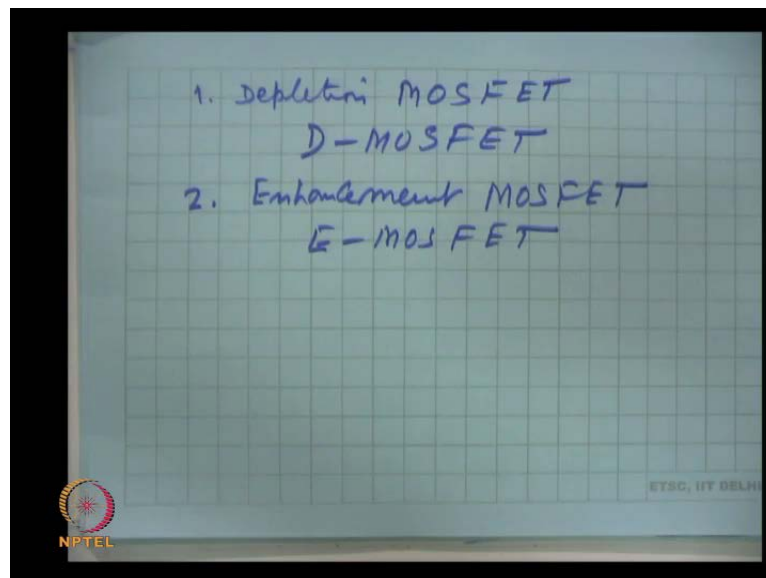 1. Depletion MOSFET
D-MOSFET
2. Enhancement MOSFET
E-MOSFET
ETSC, IIT DELHI
NPTEL